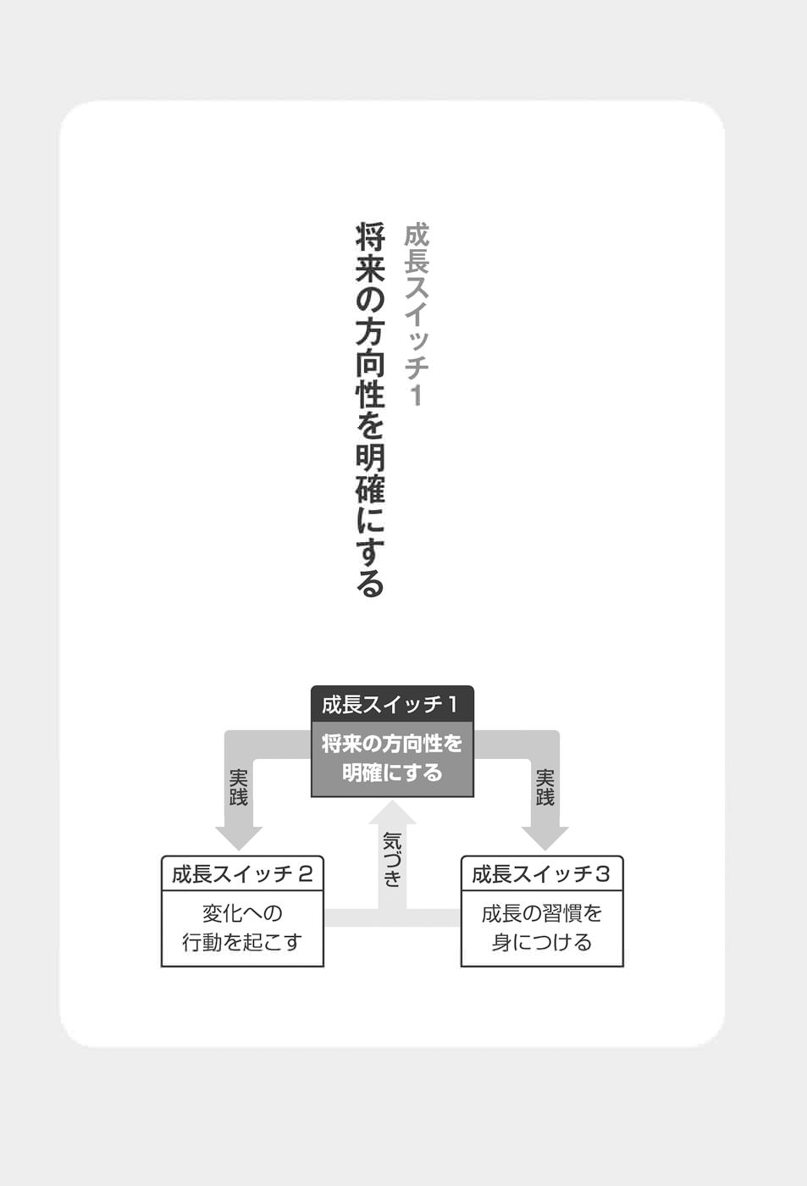 成長スイッチ1
将来の方向性を明確にする
成長スイッチ1
将来の方向性を
明確にする
実践
実践
気づき
成長スイッチ2
変化への
行動を起こす
成長スイッチ3
成長の習慣を
身につける